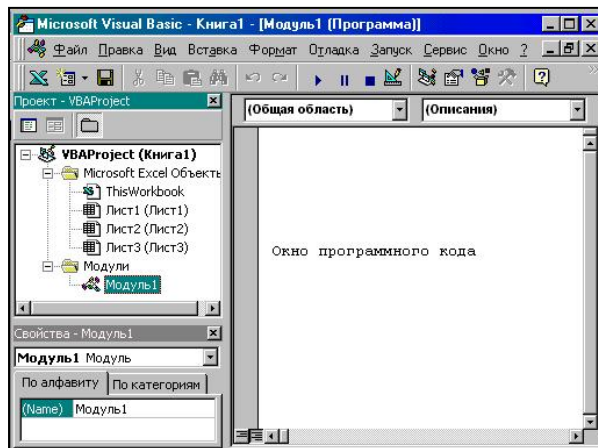 Microsoft Visual Basic - Книга1 - [Модуль1 (Программа)]
Файл Правка Вид Вставка Формат Отладка Запуск Сервис Окно ?
Проект - VBAProject
(Общая область) (Описания)
VBAProject (Книга1)
Microsoft Excel Объекть
ThisWorkbook
Лист1 (Лист1)
Лист2 (Лист2)
Лист3 (Лист3)
Модули
Модуль1
Окно программного кода
Свойства - Модуль1
Модуль1 Модуль
По алфавиту По категориям
(Name) Модуль1